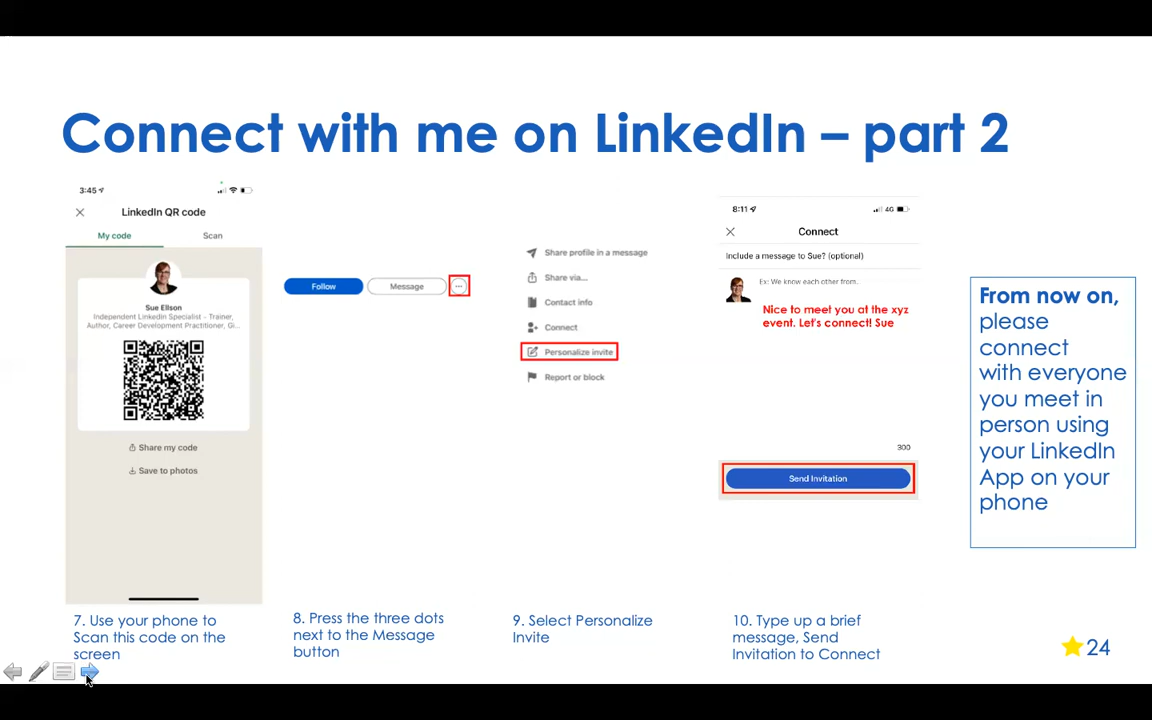 Connect with me on LinkedIn – part 2
3:45
LinkedIn QR code
My code
Scan
Sue Ellson
Independent LinkedIn Specialist - Trainer,
Author, Career Development Practitioner, Gi...
Share my code
Save to photos
7. Use your phone to
Scan this code on the
screen
Follow
Message
8. Press the three dots
next to the Message
button
Share profile in a message
Share via...
Contact info
Connect
Personalize invite
Report or block
9. Select Personalize
Invite
8:11
4G
Connect
Include a message to Sue? (optional)
Ex: We know each other from..
Nice to meet you at the xyz
event. Let's connect! Sue
300
Send Invitation
10. Type up a brief
message, Send
Invitation to Connect
From now on,
please
connect
with everyone
you meet in
person using
your LinkedIn
App on your
phone
24